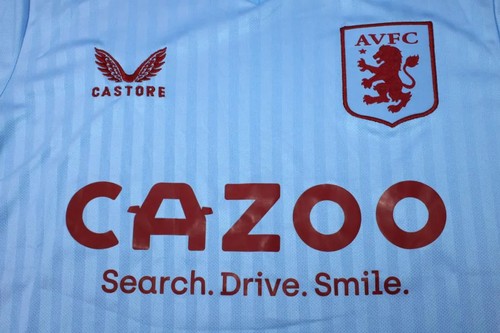 AVFC
CASTORE
CAZOO
Search. Drive. Smile.